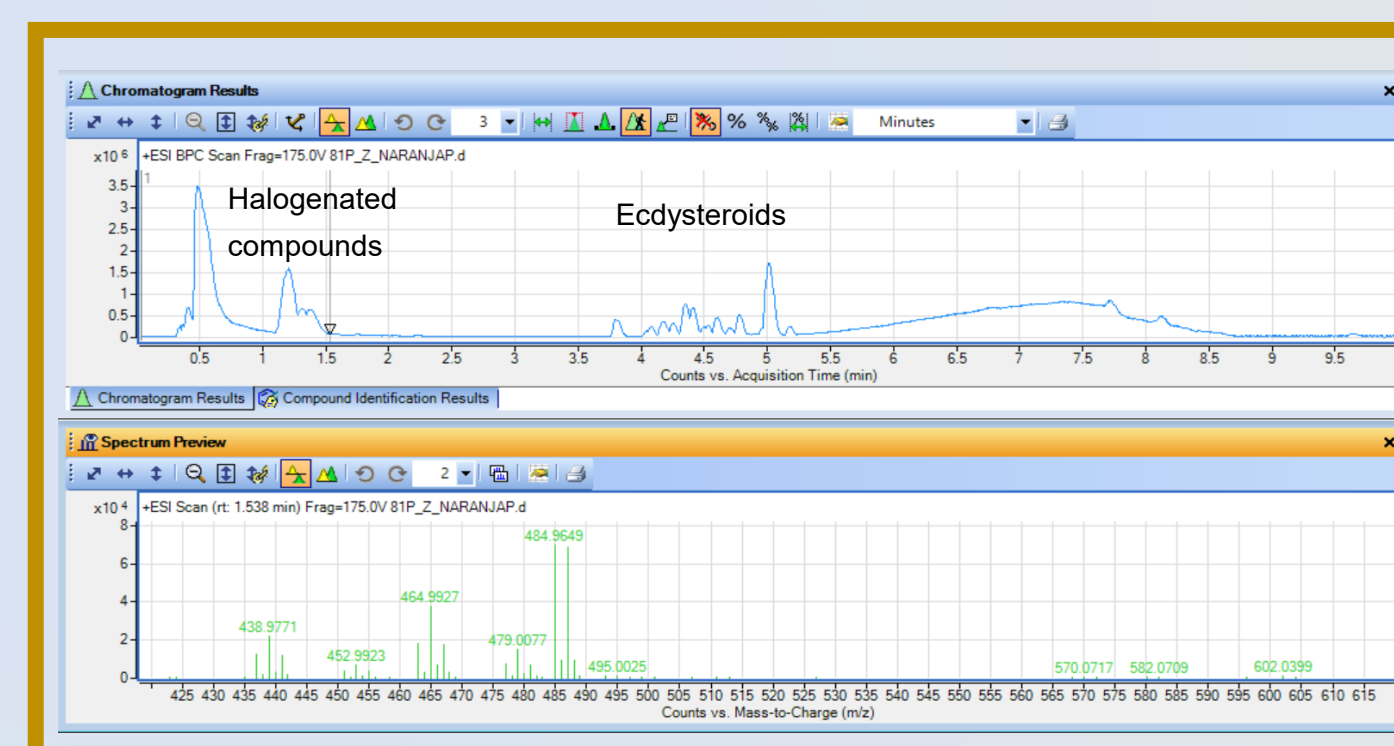 Chromatogram Results
3
Minutes
x10 6
+ESI BPC Scan Frag=175.0V 81P_Z_NARANJAP.d
1
Halogenated
compounds
Ecdysteroids
3.5
3
2.5
2
1.5
1
0.5
0
0.5 1 1.5 2 2.5 3 3.5 4 4.5 5 5.5 6 6.5 7 7.5 8 8.5 9 9.5
Counts vs. Acquisition Time (min)
Chromatogram Results Compound Identification Results
Spectrum Preview
2
x10 4
+ESI Scan (rt: 1.538 min) Frag=175.0V 81P_Z_NARANJAP.d
8
6
4
2
0
484.9649
464.9927
438.9771
479.0077
452.9923
495.0025
570.0717 582.0709 602.0399
425 430 435 440 445 450 455 460 465 470 475 480 485 490 495 500 505 510 515 520 525 530 535 540 545 550 555 560 565 570 575 580 585 590 595 600 605 610 615
Counts vs. Mass-to-Charge (m/z)